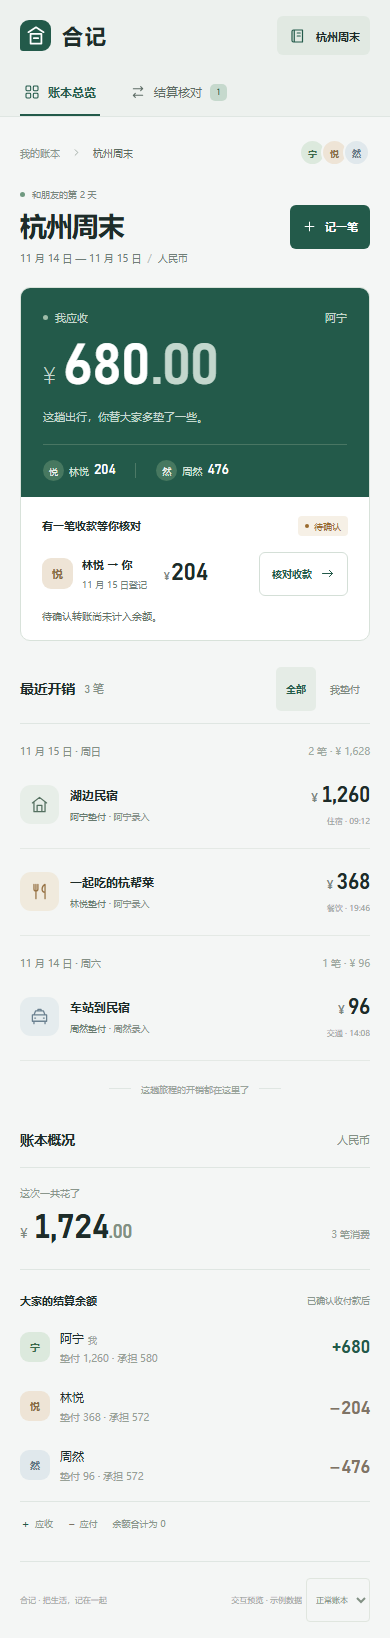 合记
杭州周末
账本总览
结算核对 1
我的账本 > 杭州周末
宁 悦 然
和朋友的第 2 天
杭州周末
+ 记一笔
11 月 14 日 — 11 月 15 日 / 人民币
我应收 阿宁
¥ 680.00
这趟出行，你替大家多垫了一些。
悦 林悦 204 然 周然 476
有一笔收款等你核对 待确认
悦 林悦 → 你 ¥204 核对收款 →
11 月 15 日登记
待确认转账尚未计入余额。
最近开销 3 笔 全部 我垫付
11 月 15 日 · 周日 2 笔 · ¥ 1,628
湖边民宿 ¥ 1,260
阿宁垫付 · 阿宁录入 住宿 · 09:12
一起吃的杭帮菜 ¥ 368
林悦垫付 · 阿宁录入 餐饮 · 19:46
11 月 14 日 · 周六 1 笔 · ¥ 96
车站到民宿 ¥ 96
周然垫付 · 周然录入 交通 · 14:08
这趟旅程的开销都在这里了
账本概况 人民币
这次一共花了
¥ 1,724.00 3 笔消费
大家的结算余额 已确认收付款后
宁 阿宁 我 +680
垫付 1,260 · 承担 580
悦 林悦 −204
垫付 368 · 承担 572
然 周然 −476
垫付 96 · 承担 572
+ 应收 − 应付 余额合计为 0
合记 · 把生活，记在一起 交互预览 · 示例数据 正常账本